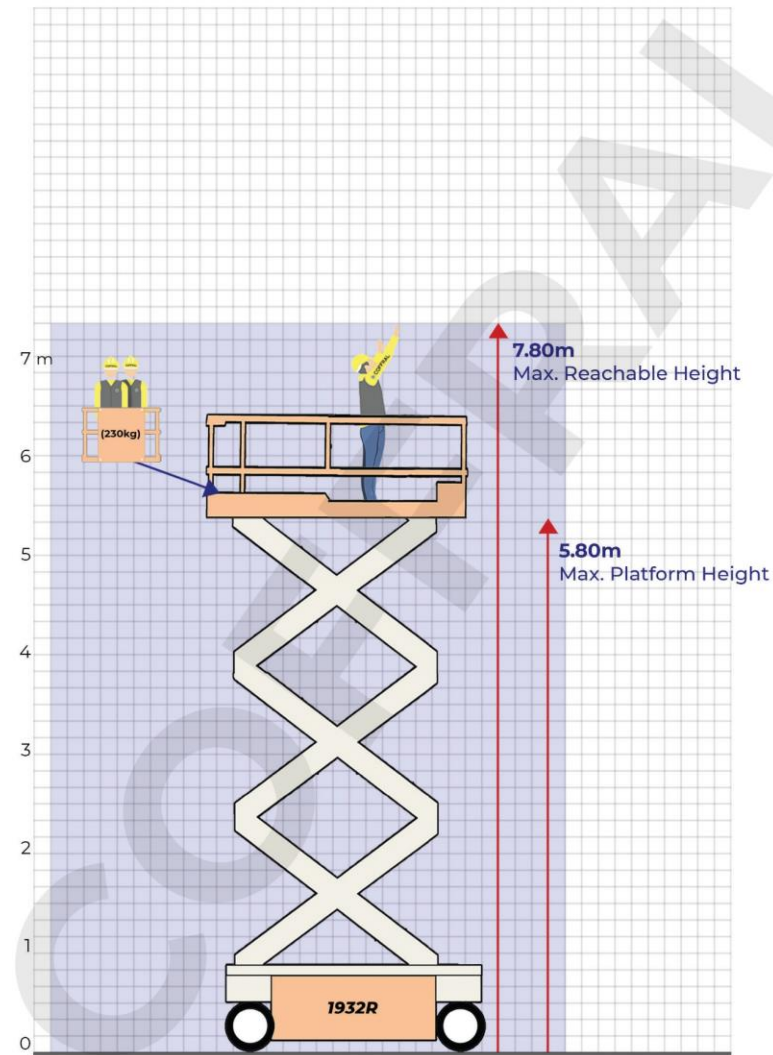 7 m
7.80m
Max. Reachable Height
(230kg)
6
5
5.80m
Max. Platform Height
4
3
2
1
1932R
0